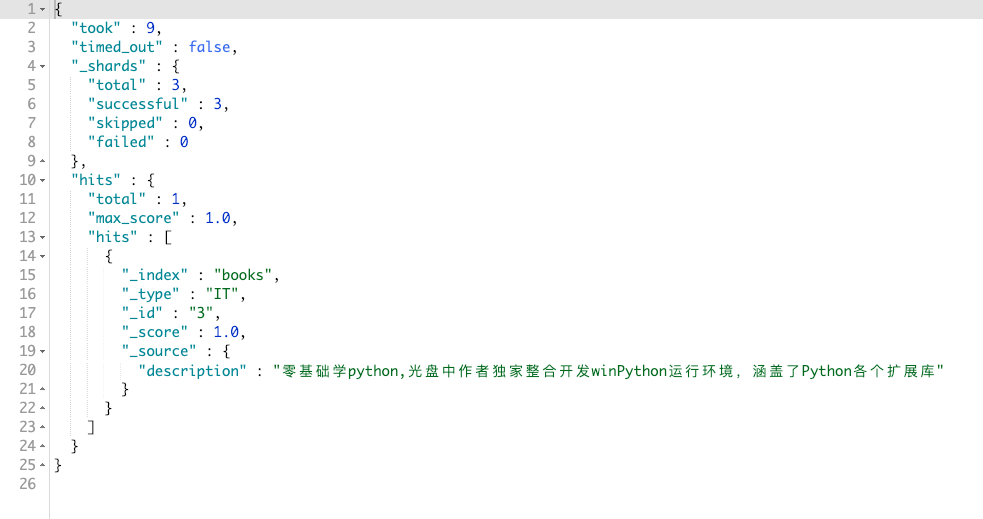 1 {
2 "took" : 9,
3 "timed_out" : false,
4 "_shards" : {
5 "total" : 3,
6 "successful" : 3,
7 "skipped" : 0,
8 "failed" : 0
9 },
10 "hits" : {
11 "total" : 1,
12 "max_score" : 1.0,
13 "hits" : [
14 {
15 "_index" : "books",
16 "_type" : "IT",
17 "_id" : "3",
18 "_score" : 1.0,
19 "_source" : {
20 "description" : "零基础学python,光盘中作者独家整合开发winPython运行环境，涵盖了Python各个扩展库"
21 }
22 }
23 ]
24 }
25 }
26